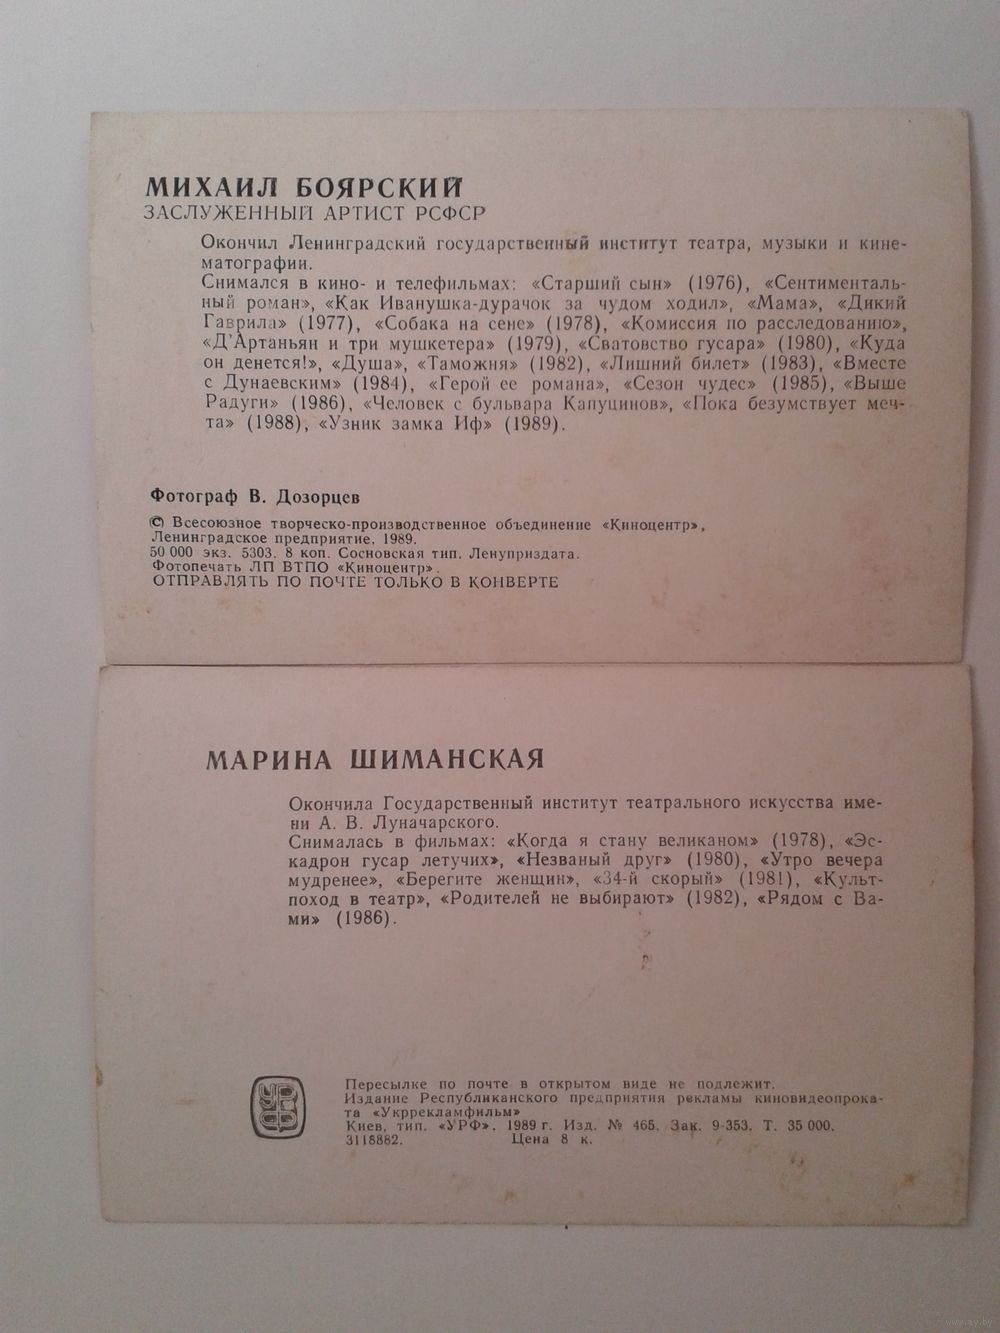 МИХАИЛ БОЯРСКИЙ
ЗАСЛУЖЕННЫЙ АРТИСТ РСФСР
Окончил Ленинградский государственный институт театра, музыки и кине-
матографии.
Снимался в кино- и телефильмах: «Старший сын» (1976), «Сентименталь-
ный роман», «Как Иванушка-дурачок за чудом ходил», «Мама», «Дикий
Гаврила» (1977), «Собака на сене» (1978), «Комиссия по расследованию»,
«Д'Артаньян и три мушкетера» (1979), «Сватовство гусара» (1980), «Куда
он денется!», «Душа», «Таможня» (1982), «Лишний билет» (1983), «Вместе
с Дунаевским» (1984), «Герой ее романа», «Сезон чудес» (1985), «Выше
Радуги» (1986), «Человек с бульвара Капуцинов», «Пока безумствует меч-
та» (1988), «Узник замка Иф» (1989).
Фотограф В. Дозорцев
© Всесоюзное творческо-производственное объединение «Киноцентр»,
Ленинградское предприятие, 1989.
50 000 экз. 5303. 8 коп. Сосновская тип. Ленуприздата.
Фотопечать ЛП ВТПО «Киноцентр».
ОТПРАВЛЯТЬ ПО ПОЧТЕ ТОЛЬКО В КОНВЕРТЕ
МАРИНА ШИМАНСКАЯ
Окончила Государственный институт театрального искусства име-
ни А. В. Луначарского.
Снималась в фильмах: «Когда я стану великаном» (1978), «Эс-
кадрон гусар летучих», «Незваный друг» (1980), «Утро вечера
мудренее», «Берегите женщин», «34-й скорый» (1981), «Культ-
поход в театр», «Родителей не выбирают» (1982), «Рядом с Ва-
ми» (1986).
Пересылке по почте в открытом виде не подлежит.
Издание Республиканского предприятия рекламы киновидеопрока-
та «Укррекламфильм»
Киев, тип. «УРФ». 1989 г. Изд. № 465. Зак. 9-353. Т. 35 000.
3118882. Цена 8 к.
www.ay.by